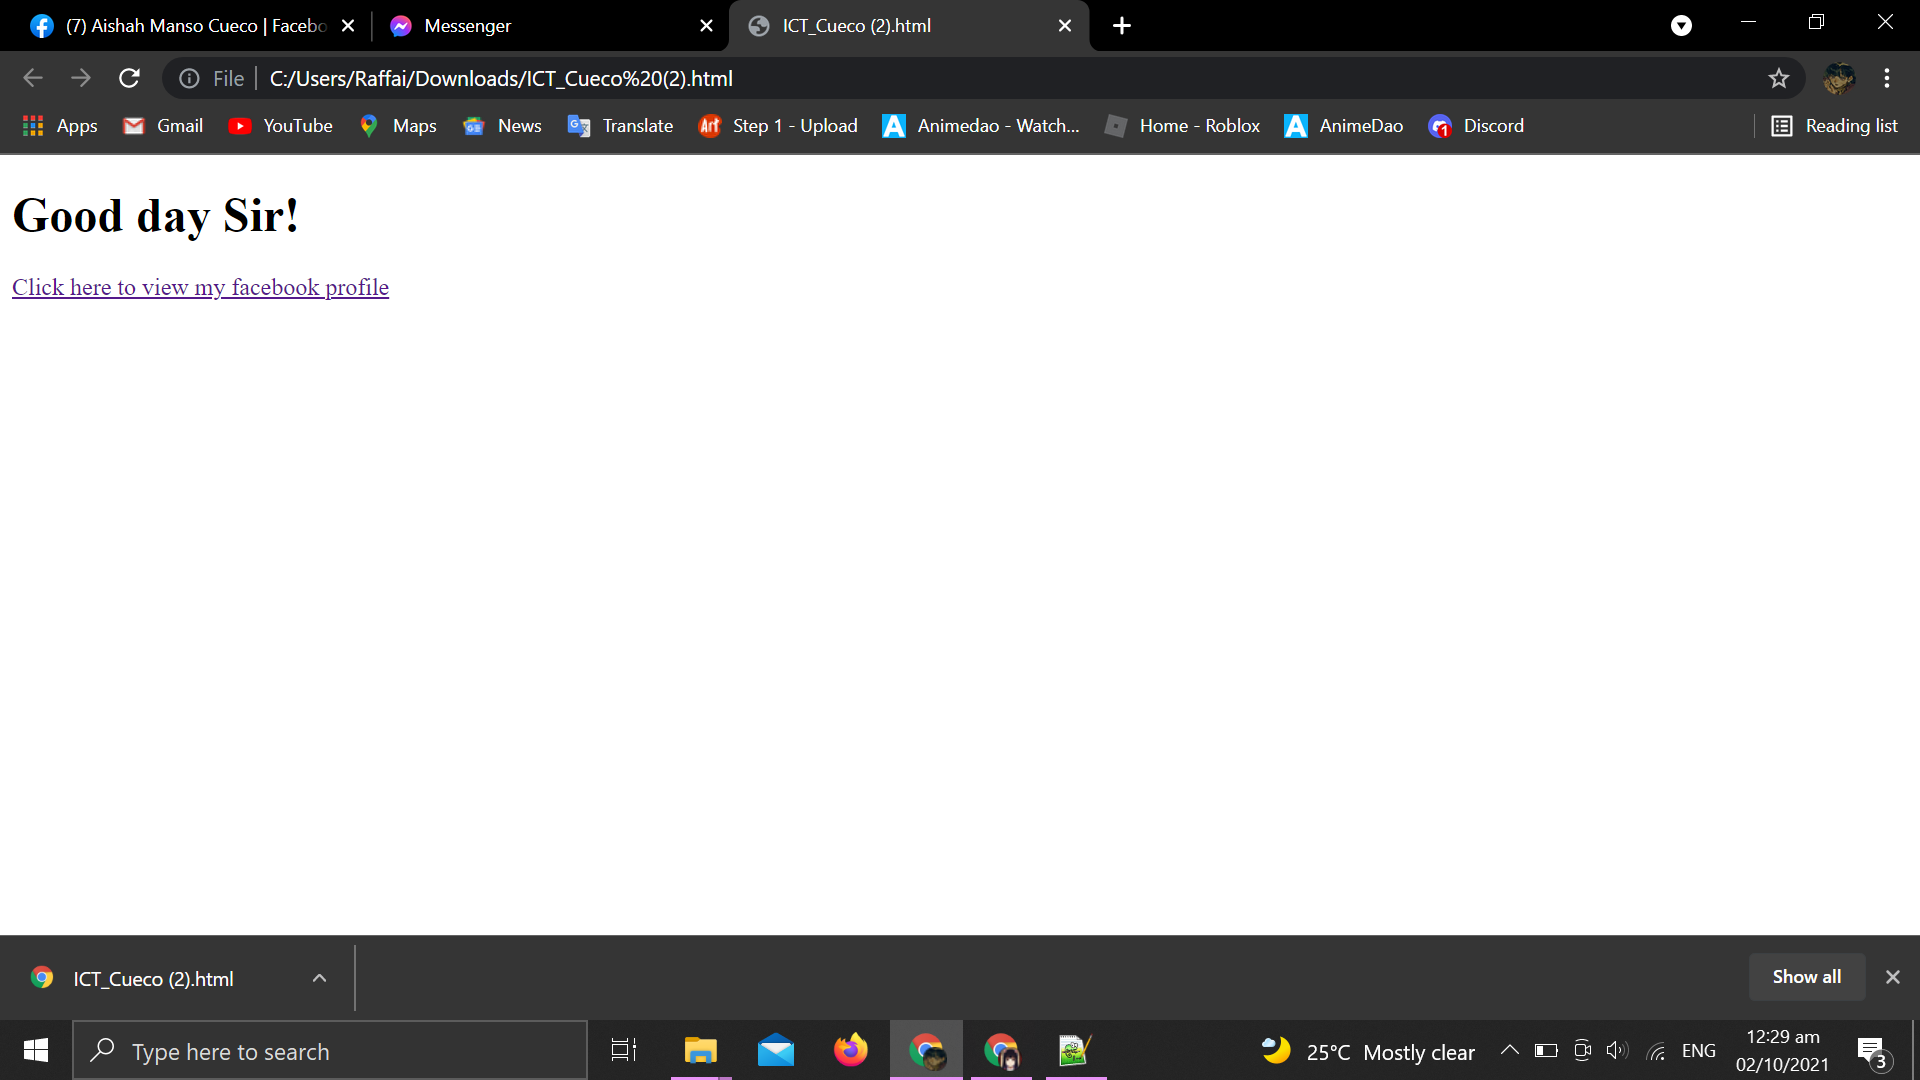 (7) Aishah Manso Cueco | Facebo
Messenger
ICT_Cueco (2).html
File
C:/Users/Raffai/Downloads/ICT_Cueco%20(2).html
Apps
Gmail
YouTube
Maps
News
Translate
Step 1 - Upload
Animedao - Watch...
Home - Roblox
AnimeDao
Discord
Reading list
Good day Sir!
Click here to view my facebook profile
ICT_Cueco (2).html
Show all
Type here to search
25°C Mostly clear
ENG
12:29 am
02/10/2021
3